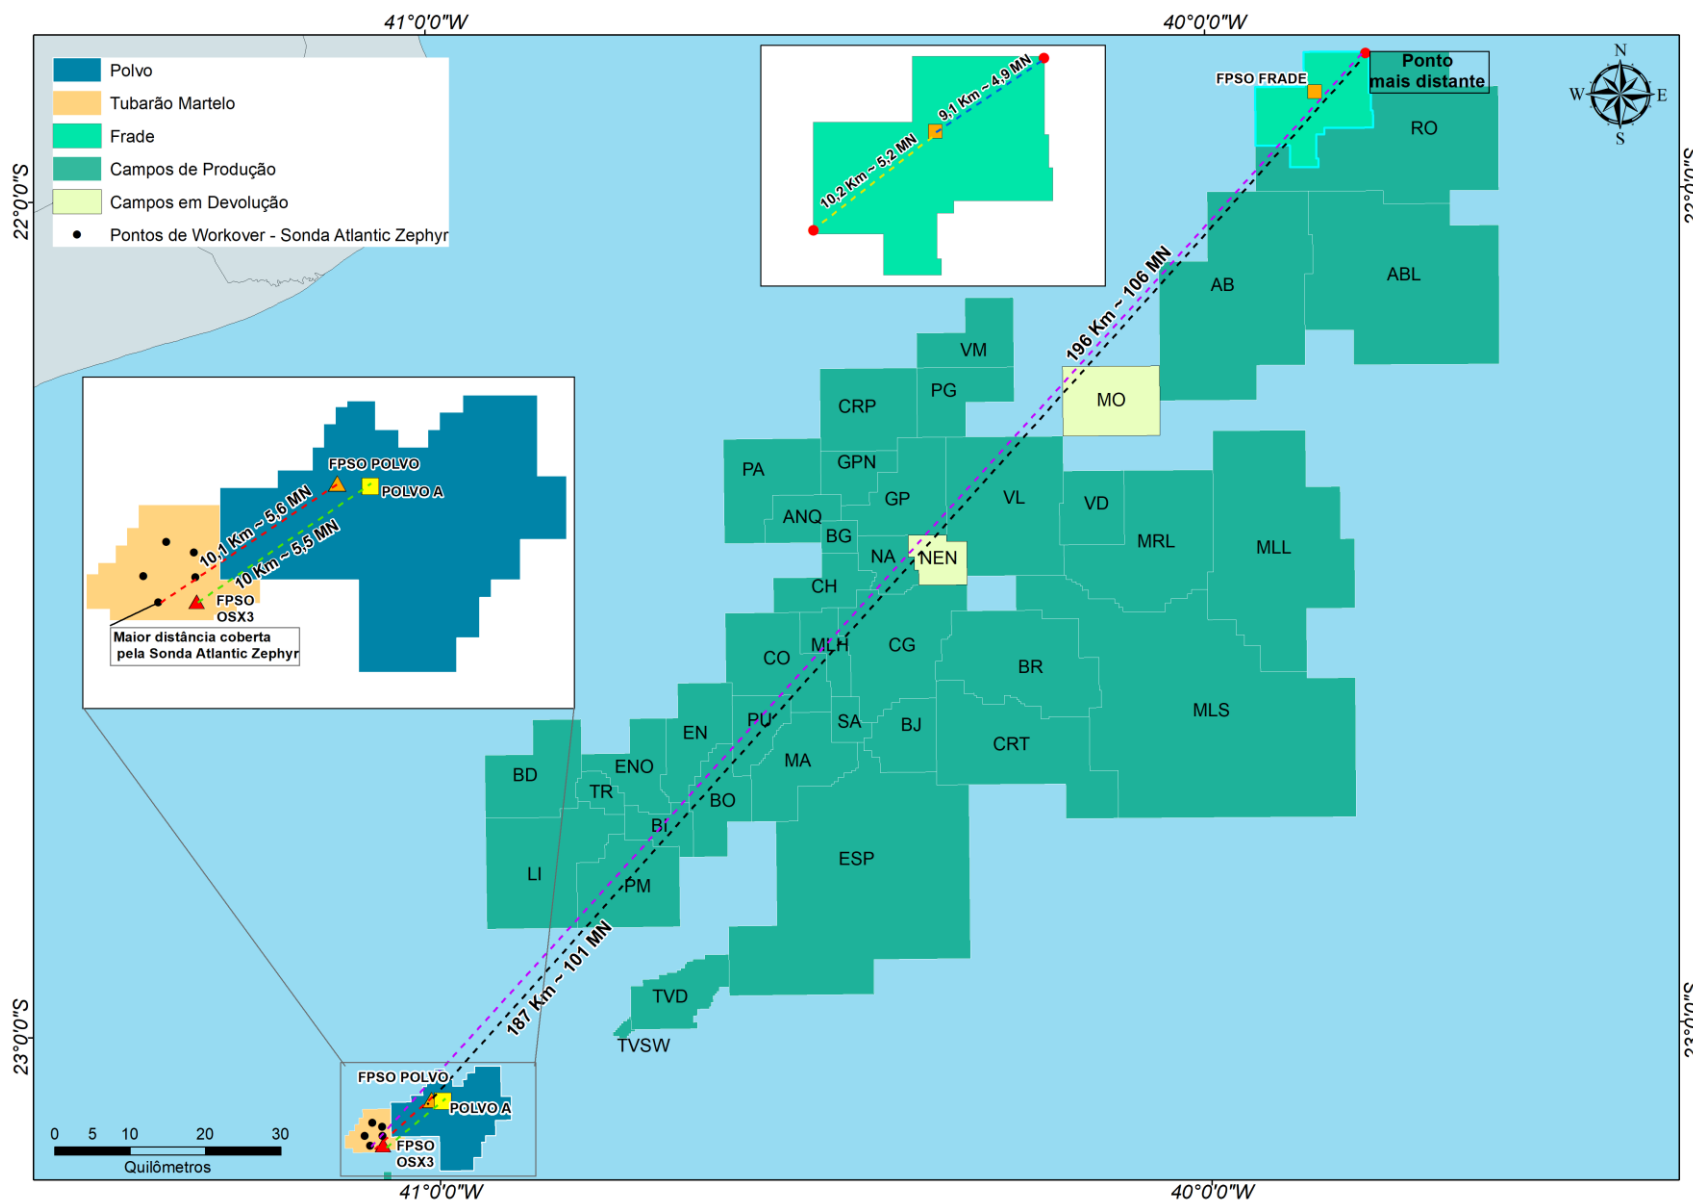 41°0'0"W
40°0'0"W
Polvo
Tubarão Martelo
Frade
Campos de Produção
Campos em Devolução
Pontos de Workover - Sonda Atlantic Zephyr
9,1 Km ~ 4,9 MN
10,2 Km ~ 5,2 MN
FPSO FRADE
Ponto
mais distante
N
W
E
S
RO
22°0'0"S
22°0'0"S
AB
ABL
196 Km ~ 106 MN
VM
PG
CRP
MO
FPSO POLVO
POLVO A
10,1 Km ~ 5,6 MN
10 Km ~ 5,5 MN
FPSO
OSX3
Maior distância coberta
pela Sonda Atlantic Zephyr
PA
GPN
GP
VL
VD
ANQ
BG
NA
NEN
MRL
MLL
CH
MLH
CG
CO
BR
MLS
PU
SA
BJ
EN
CRT
MA
ENO
BD
TR
BO
BI
ESP
LI
PM
187 Km ~ 101 MN
TVD
TVSW
23°0'0"S
23°0'0"S
FPSO POLVO
POLVO A
FPSO
OSX3
0 5 10 20 30
Quilômetros
41°0'0"W
40°0'0"W